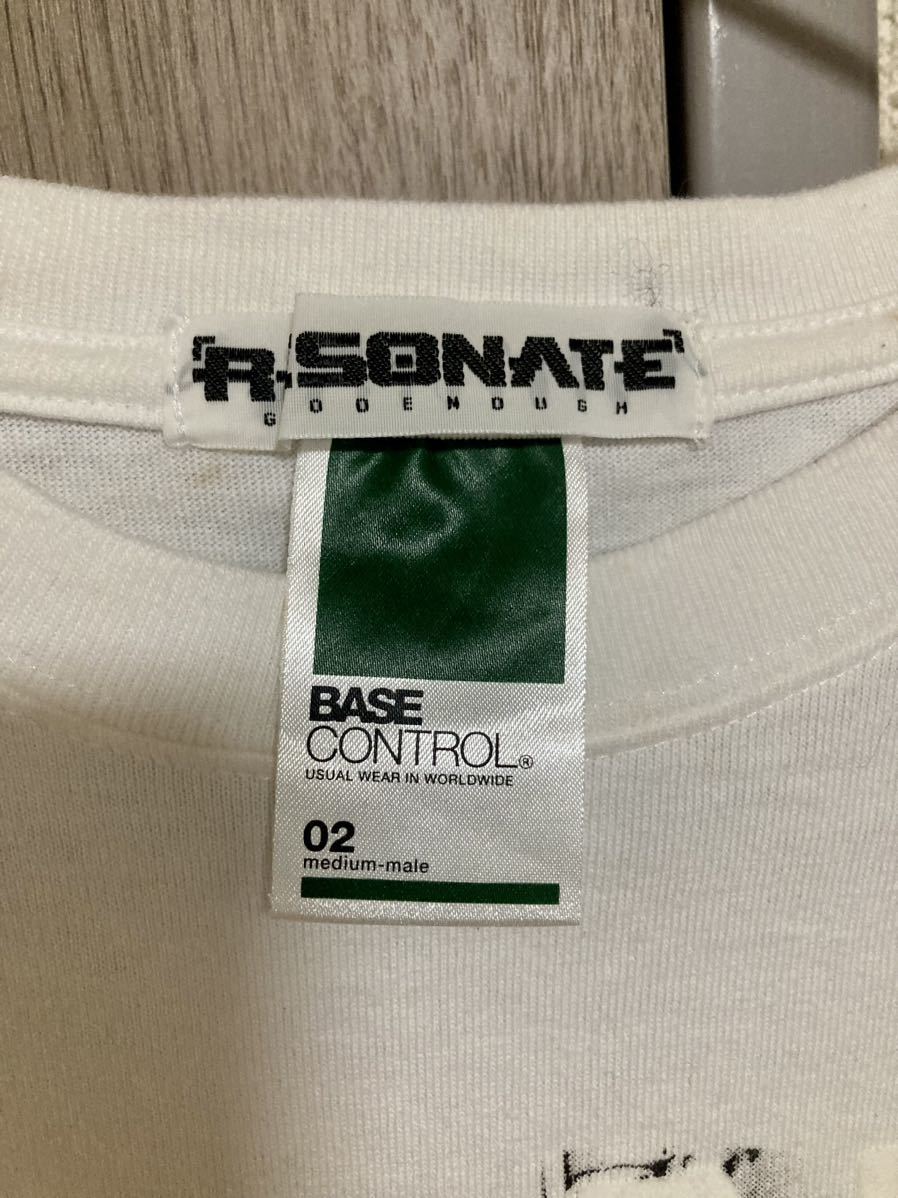 [R.SONATE]
GOODENOUGH
BASE
CONTROL®
USUAL WEAR IN WORLDWIDE
02
medium-male